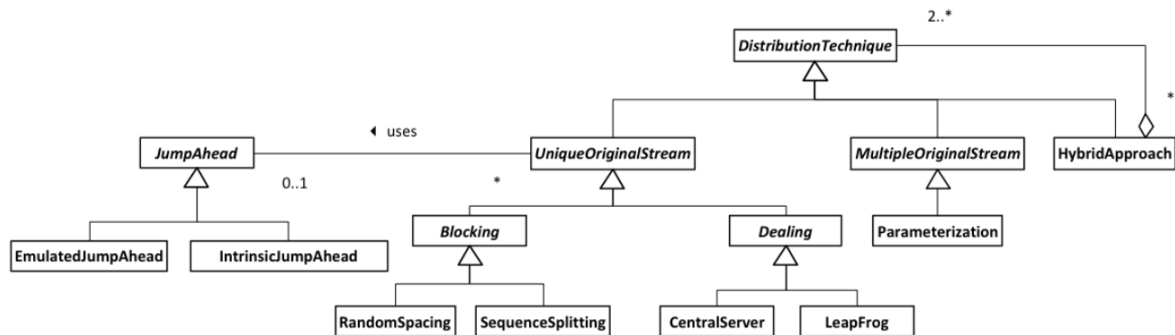 2..*
DistributionTechnique
*
◄ uses
JumpAhead
UniqueOriginalStream
MultipleOriginalStream
HybridApproach
0..1
*
Blocking
Dealing
Parameterization
EmulatedJumpAhead
IntrinsicJumpAhead
RandomSpacing
SequenceSplitting
CentralServer
LeapFrog